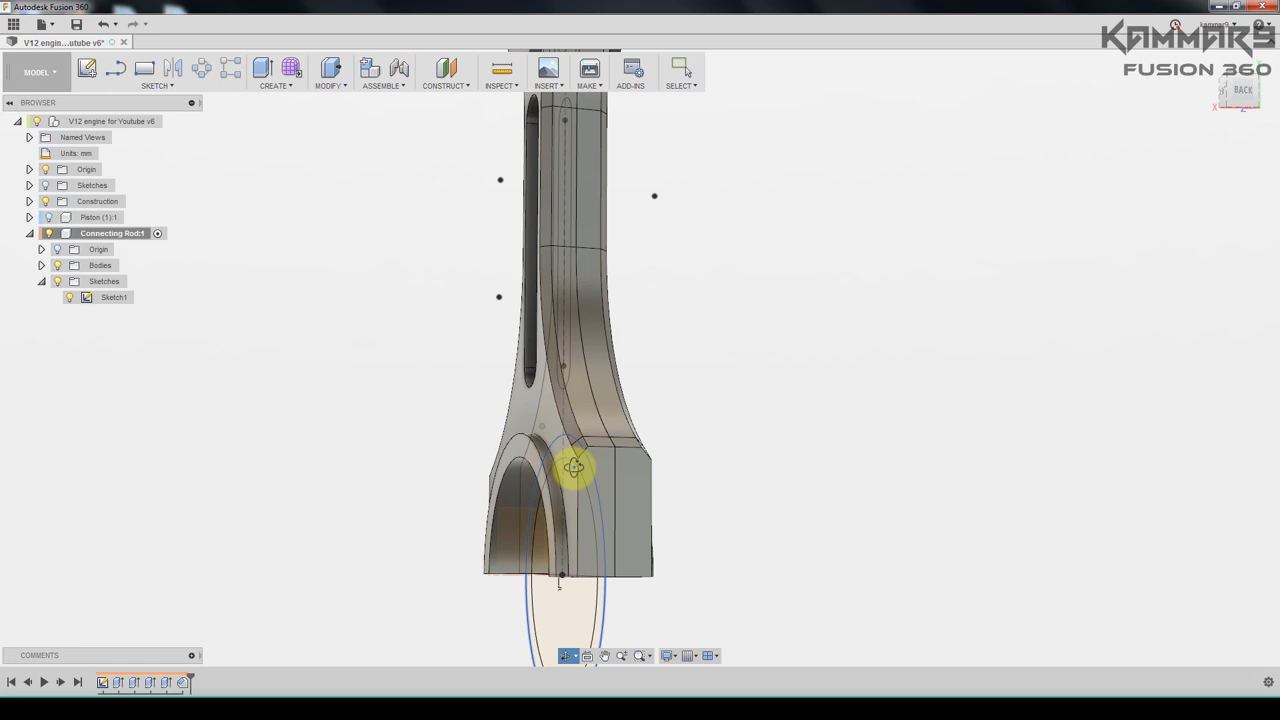 Autodesk Fusion 360
kammar9
V12 engin...utube v6*
KAMMAR9
FUSION 360
MODEL
SKETCH
CREATE
MODIFY
ASSEMBLE
CONSTRUCT
INSPECT
INSERT
MAKE
ADD-INS
SELECT
BACK
X
Z
BROWSER
V12 engine for Youtube v6
Named Views
Units: mm
Origin
Sketches
Construction
Piston (1):1
Connecting Rod:1
Origin
Bodies
Sketches
Sketch1
COMMENTS